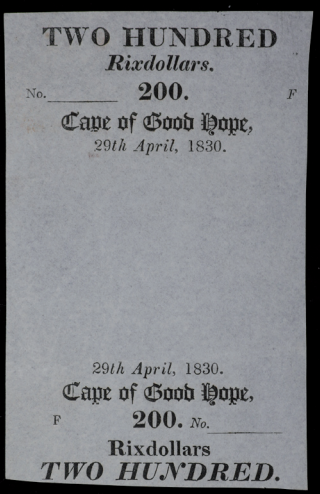 TWO HUNDRED
Rixdollars.
No. 200. F
Cape of Good Hope,
29th April, 1830.
29th April, 1830.
Cape of Good Hope,
F 200. No.
Rixdollars
TWO HUNDRED.